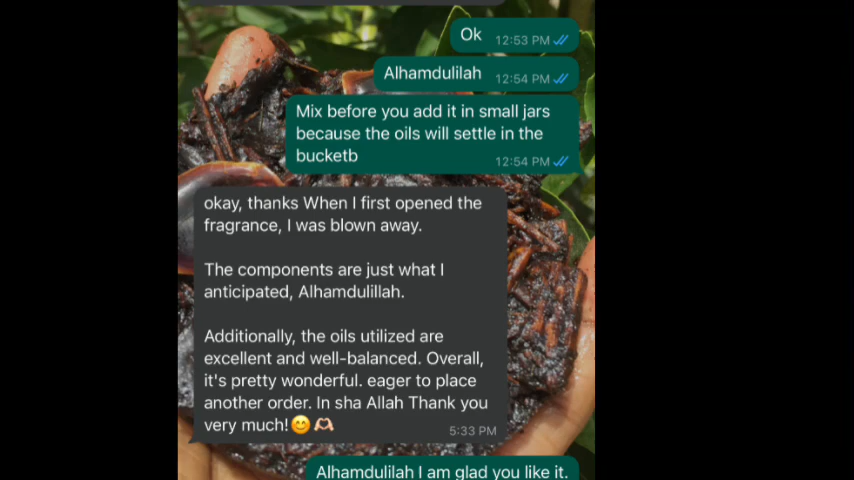 Ok
12:53 PM
Alhamdulilah
12:54 PM
Mix before you add it in small jars
because the oils will settle in the
bucketb
12:54 PM
okay, thanks When I first opened the
fragrance, I was blown away.
The components are just what I
anticipated, Alhamdulillah.
Additionally, the oils utilized are
excellent and well-balanced. Overall,
it's pretty wonderful. eager to place
another order. In sha Allah Thank you
very much!😊🫶🏽
5:33 PM
Alhamdulilah I am glad you like it.